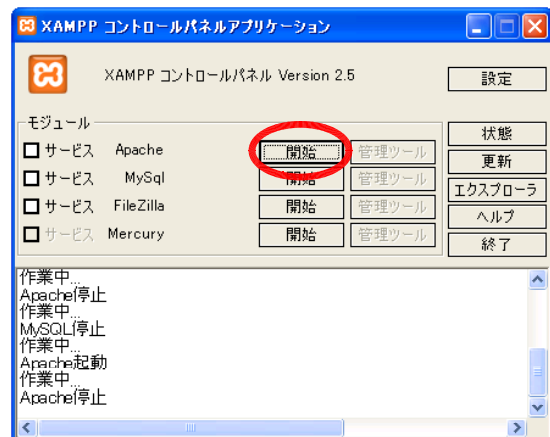 XAMPP コントロールパネルアプリケーション
XAMPP コントロールパネル Version 2.5
設定
モジュール
サービス Apache 開始 管理ツール
サービス MySql 開始 管理ツール
サービス FileZilla 開始 管理ツール
サービス Mercury 開始 管理ツール
状態
更新
エクスプローラ
ヘルプ
終了
作業中...
Apache停止
作業中...
MySQL停止
作業中...
Apache起動
作業中...
Apache停止